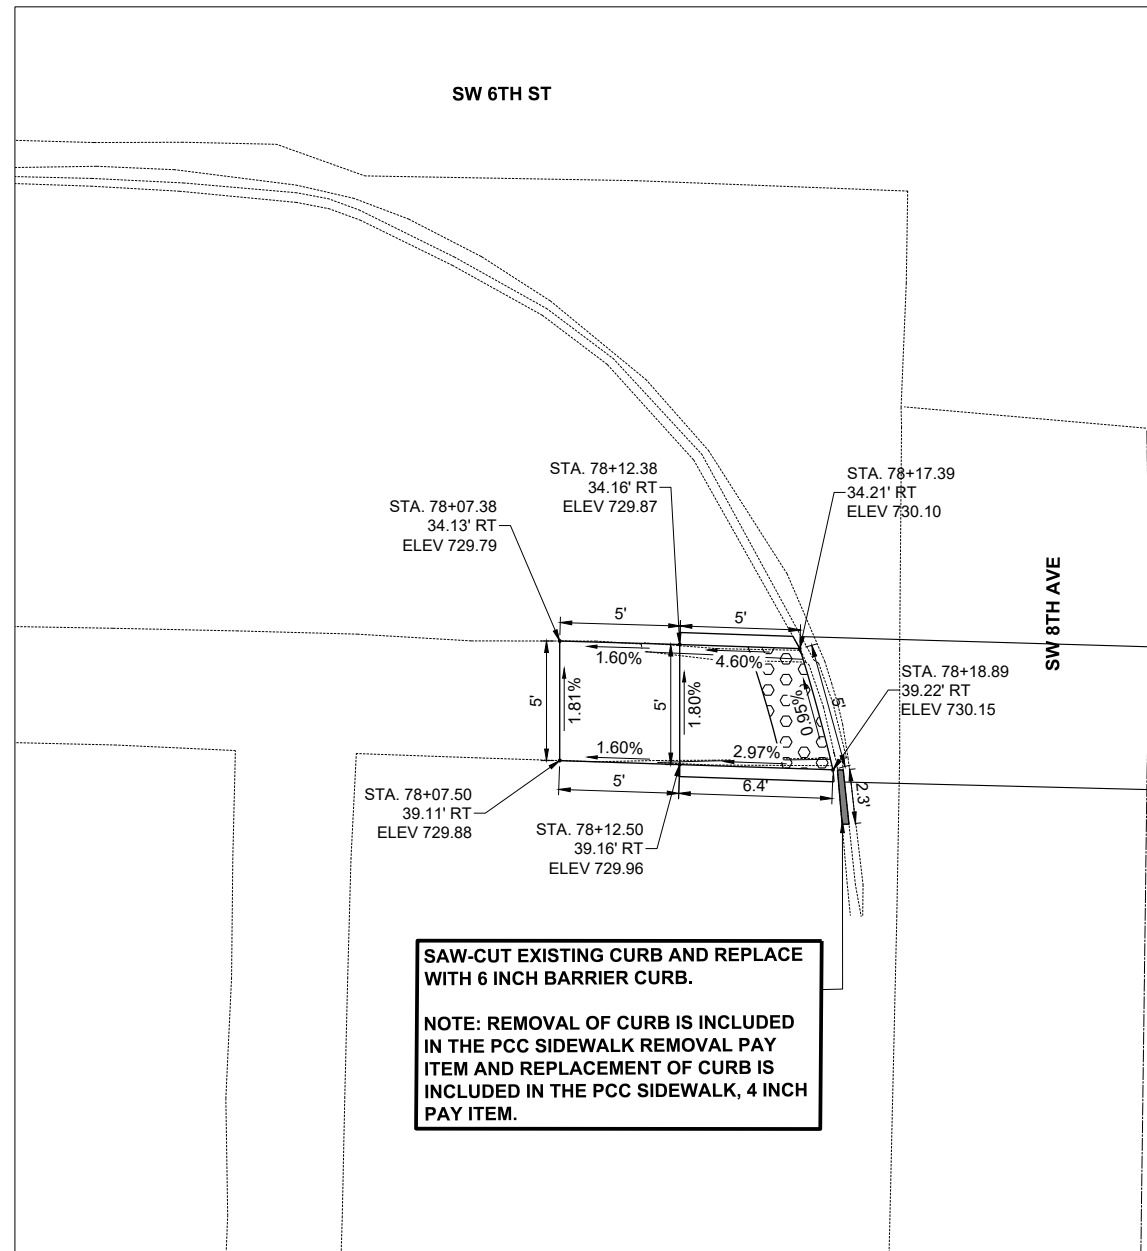 SW 6TH ST
STA. 78+12.38
34.16' RT
ELEV 729.87
STA. 78+17.39
34.21' RT
ELEV 730.10
STA. 78+07.38
34.13' RT
ELEV 729.79
SW 8TH AVE
5'
5'
1.60%
4.60%
5'
1.81%
5'
1.80%
0.95%
5'
STA. 78+18.89
39.22' RT
ELEV 730.15
1.60%
2.97%
5'
6.4'
2.3'
STA. 78+07.50
39.11' RT
ELEV 729.88
STA. 78+12.50
39.16' RT
ELEV 729.96
SAW-CUT EXISTING CURB AND REPLACE
WITH 6 INCH BARRIER CURB.
NOTE: REMOVAL OF CURB IS INCLUDED
IN THE PCC SIDEWALK REMOVAL PAY
ITEM AND REPLACEMENT OF CURB IS
INCLUDED IN THE PCC SIDEWALK, 4 INCH
PAY ITEM.